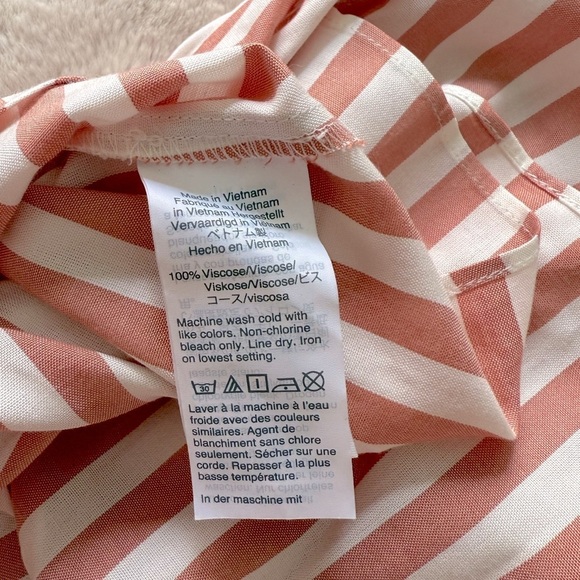 Made in Vietnam
Fabriqué au Vietnam
In Vietnam Hergestellt
Vervaardigd in Vietnam
ベトナム製
Hecho en Vietnam
100% Viscose/Viscose/
Viskose/Viscose/ビス
コース/viscosa
Machine wash cold with
like colors. Non-chlorine
bleach only. Line dry. Iron
on lowest setting.
30
Laver à la machine à l'eau
froide avec des couleurs
similaires. Agent de
blanchiment sans chlore
seulement. Sécher sur une
corde. Repasser à la plus
basse température.
In der maschine mit